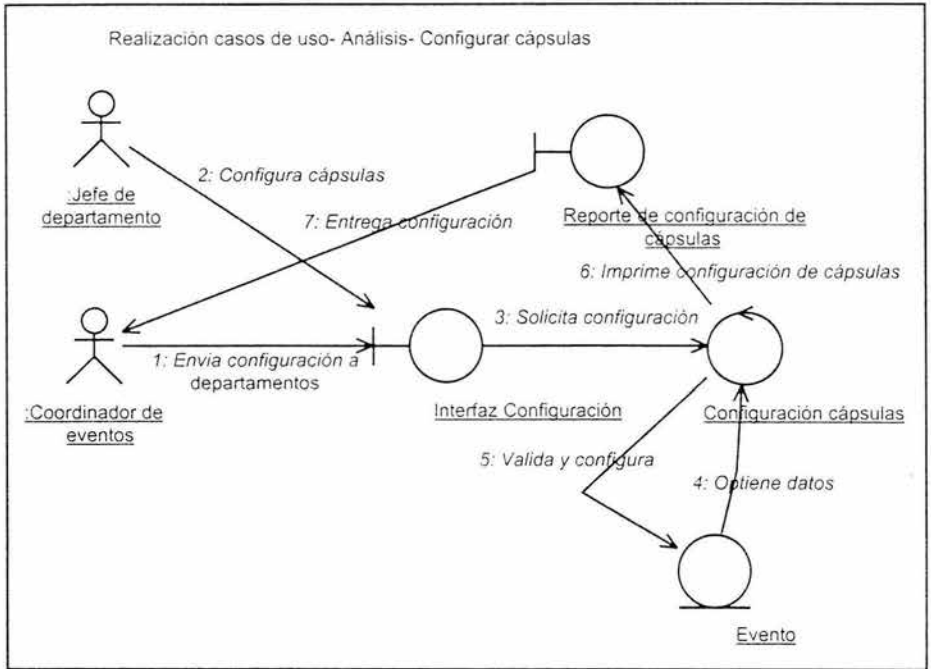 Realización casos de uso- Análisis- Configurar cápsulas
2: Configura cápsulas
:Jefe de
departamento
7: Entrega configuración
Reporte de configuración de
cápsulas
6: Imprime configuración de cápsulas
3: Solicita configuración
1: Envia configuración a
departamentos
:Coordinador de
eventos
Interfaz Configuración
Configuración cápsulas
5: Valida y configura
4: Optiene datos
Evento